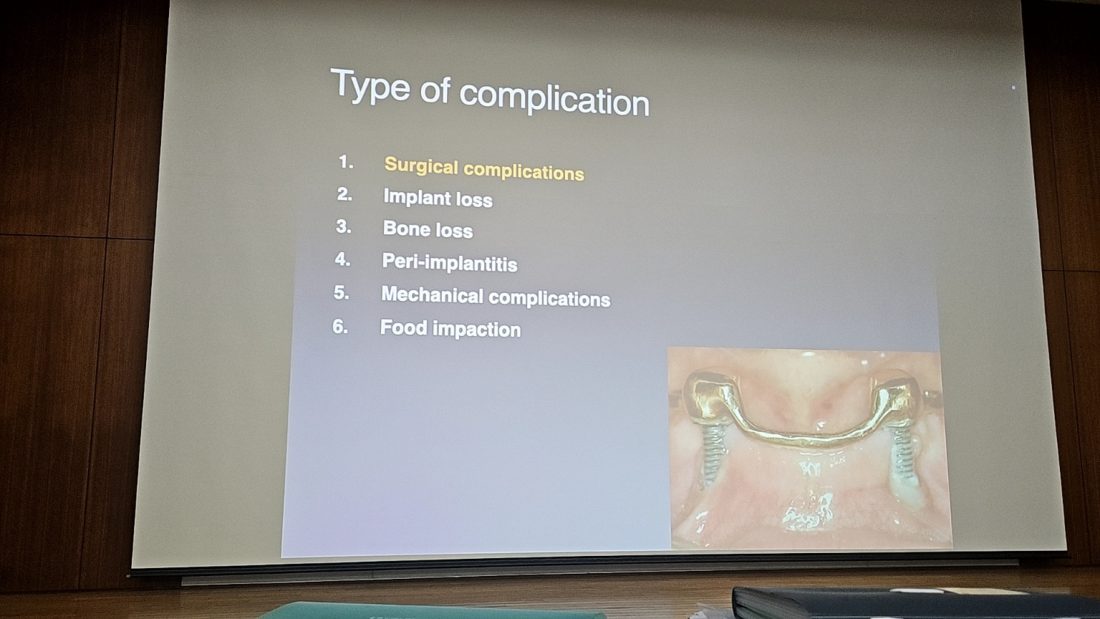 Type of complication
1. Surgical complications
2. Implant loss
3. Bone loss
4. Peri-implantitis
5. Mechanical complications
6. Food impaction